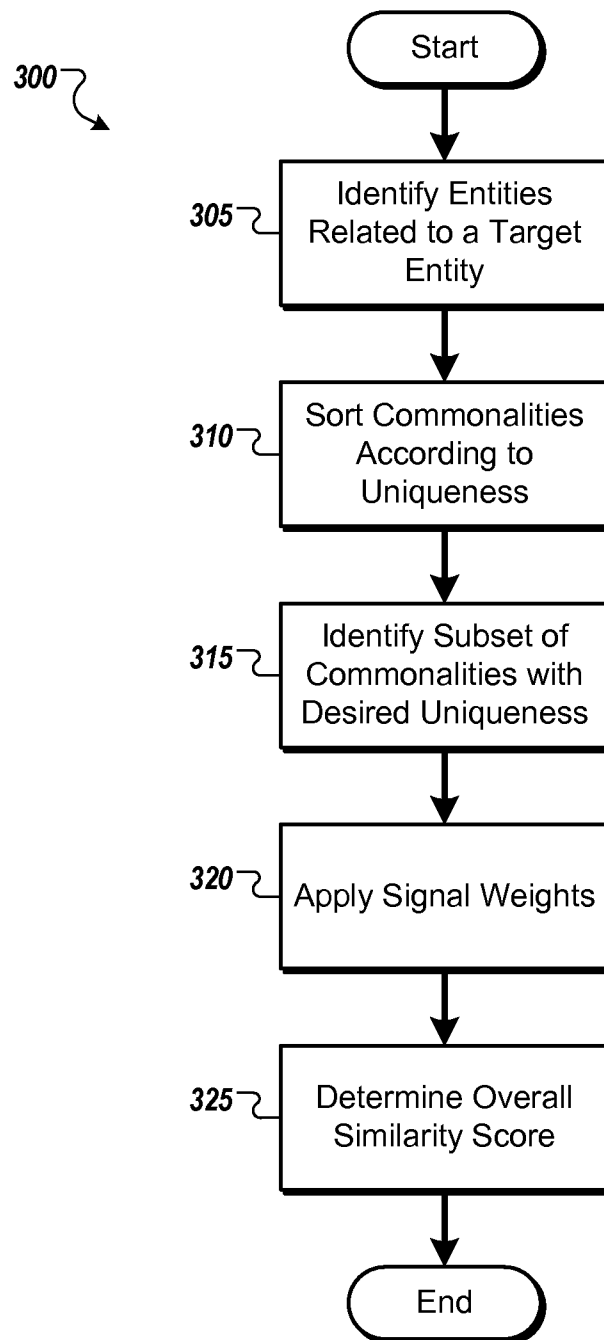 Start
300
305
Identify Entities
Related to a Target
Entity
310
Sort Commonalities
According to
Uniqueness
315
Identify Subset of
Commonalities with
Desired Uniqueness
320
Apply Signal Weights
325
Determine Overall
Similarity Score
End